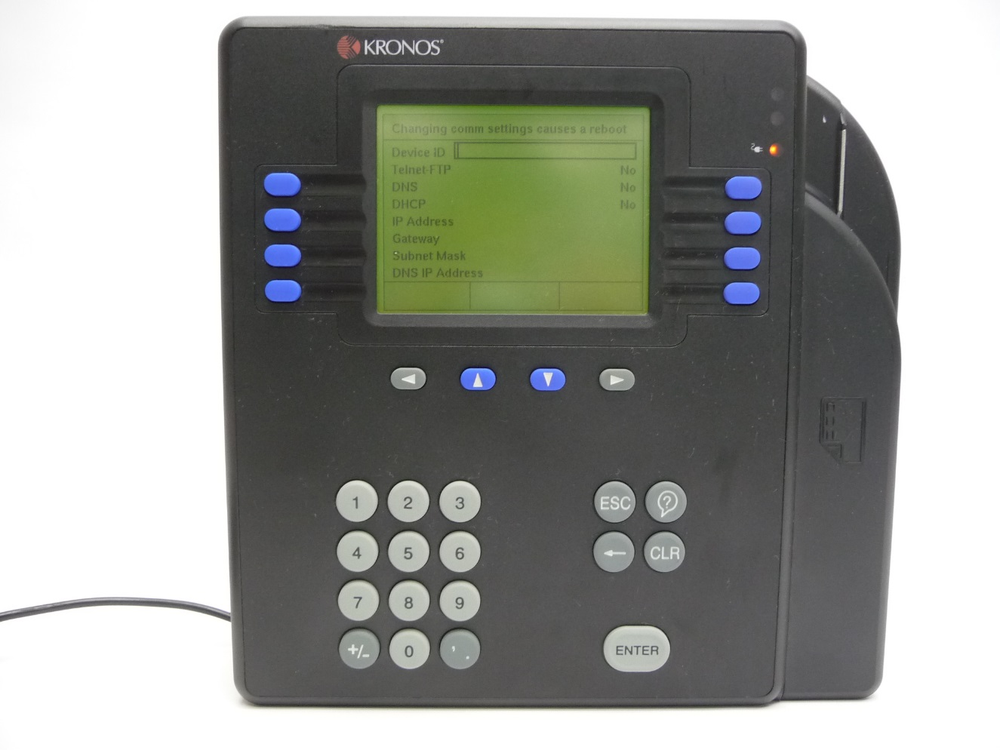 KRONOS®
Changing comm settings causes a reboot
Device ID
Telnet-FTP No
DNS No
DHCP No
IP Address
Gateway
Subnet Mask
DNS IP Address
1 2 3 ESC ?
4 5 6 CLR
7 8 9
+/- 0 , . ENTER